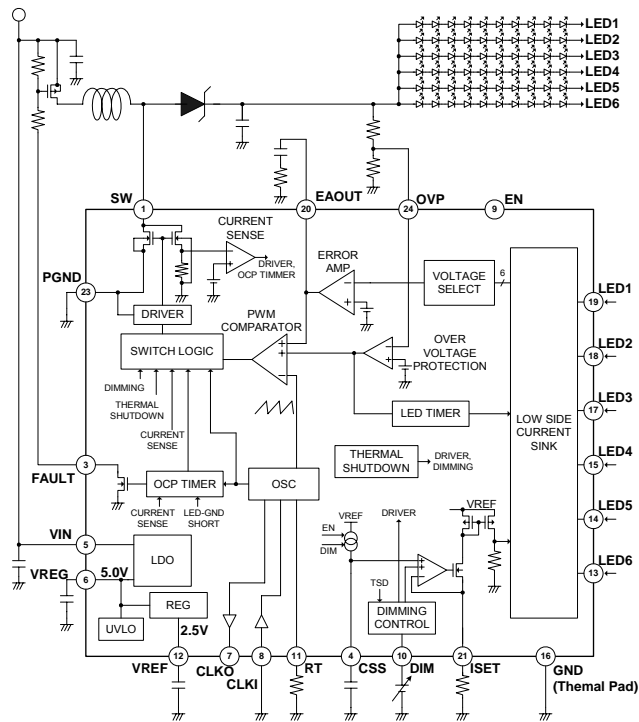 LED1
LED2
LED3
LED4
LED5
LED6
SW
1
EAOUT
20
OVP
24
EN
9
CURRENT
SENSE
DRIVER,
OCP TIMMER
ERROR
AMP
VOLTAGE
SELECT
6
LED1
19
PGND
23
DRIVER
PWM
COMPARATOR
SWITCH LOGIC
OVER
VOLTAGE
PROTECTION
LED2
18
DIMMING
THERMAL
SHUTDOWN
CURRENT
SENSE
LED TIMER
LED3
17
LOW SIDE
CURRENT
SINK
FAULT
3
OCP TIMER
OSC
THERMAL
SHUTDOWN
DRIVER,
DIMMING
LED4
15
CURRENT
SENSE
LED-GND
SHORT
VREF
EN
DIM
DRIVER
VREF
LED5
14
VIN
5
LDO
VREG
6
5.0V
TSD
LED6
13
REG
UVLO
2.5V
DIMMING
CONTROL
12
7
8
11
4
10
21
16
VREF
CLKO
CLKI
RT
CSS
DIM
ISET
GND
(Themal Pad)